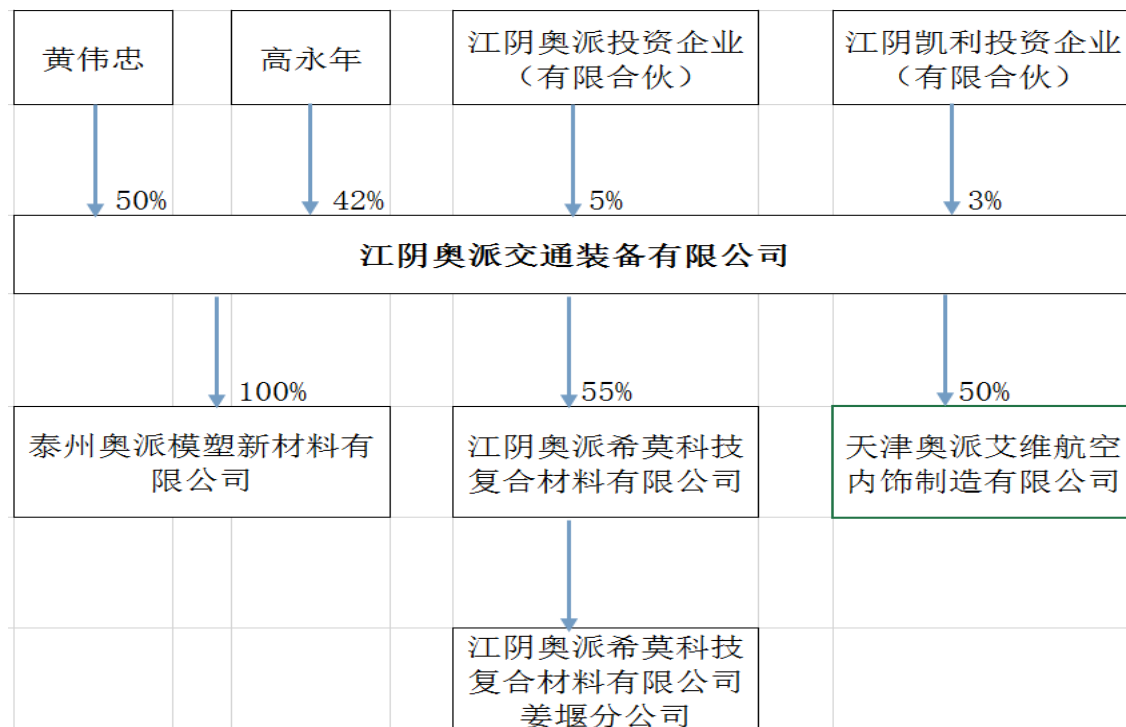 黄伟忠
高永年
江阴奥派投资企业
（有限合伙）
江阴凯利投资企业
（有限合伙）
50%
42%
5%
3%
江阴奥派交通装备有限公司
100%
55%
50%
泰州奥派模塑新材料有
限公司
江阴奥派希莫科技
复合材料有限公司
天津奥派艾维航空
内饰制造有限公司
江阴奥派希莫科技
复合材料有限公司
姜堰分公司